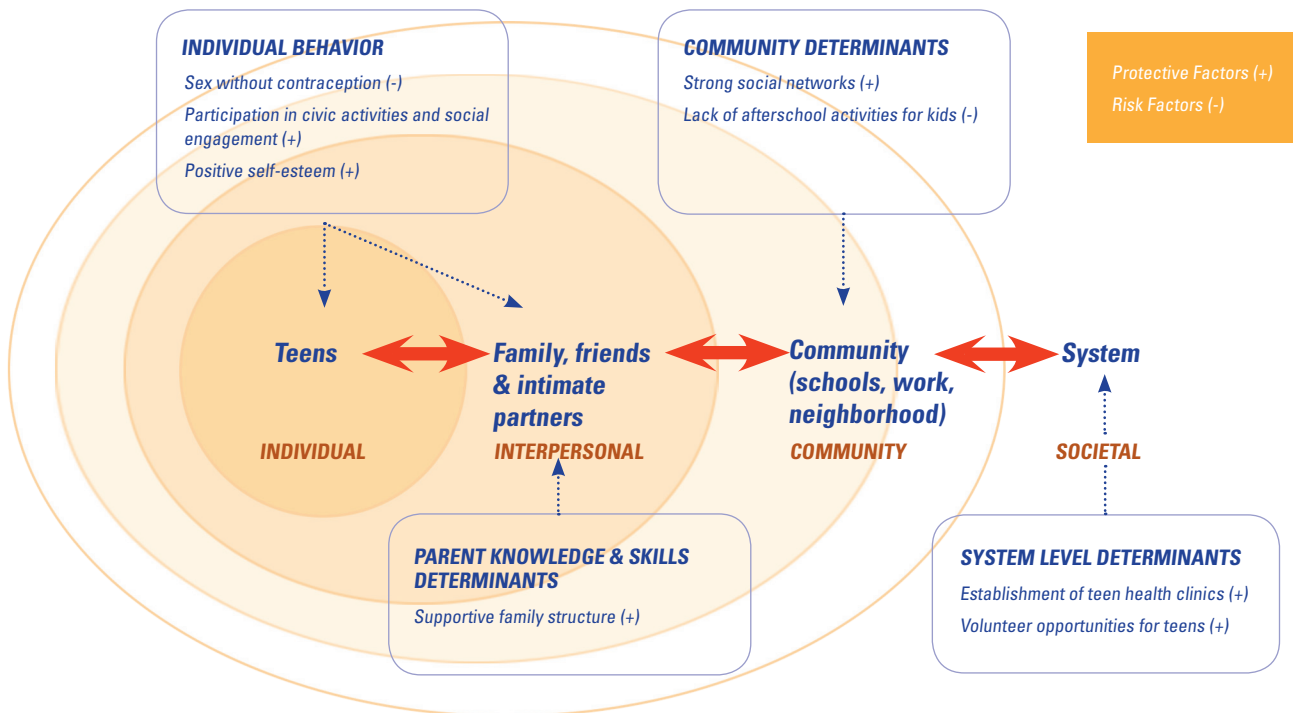 INDIVIDUAL BEHAVIOR
Sex without contraception (-)
Participation in civic activities and social
engagement (+)
Positive self-esteem (+)
COMMUNITY DETERMINANTS
Strong social networks (+)
Lack of afterschool activities for kids (-)
Protective Factors (+)
Risk Factors (-)
Teens
INDIVIDUAL
Family, friends
& intimate
partners
INTERPERSONAL
Community
(schools, work,
neighborhood)
COMMUNITY
System
SOCIETAL
PARENT KNOWLEDGE & SKILLS
DETERMINANTS
Supportive family structure (+)
SYSTEM LEVEL DETERMINANTS
Establishment of teen health clinics (+)
Volunteer opportunities for teens (+)